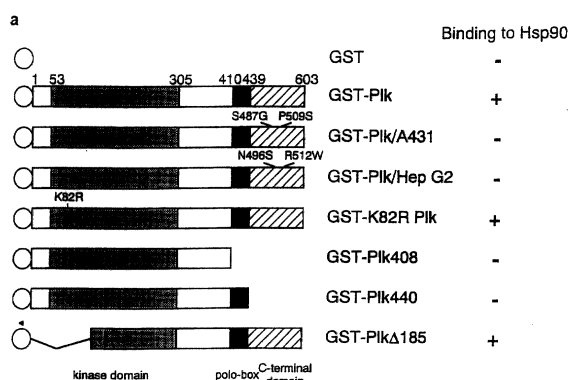 a
Binding to Hsp90
GST -
1 53 305 410 439 603
GST-Plk +
S487G P509S
GST-Plk/A431 -
N496S R512W
GST-Plk/Hep G2 -
K82R
GST-K82R Plk +
GST-Plk408 -
GST-Plk440 -
GST-PlkΔ185 +
kinase domain polo-box C-terminal
domain